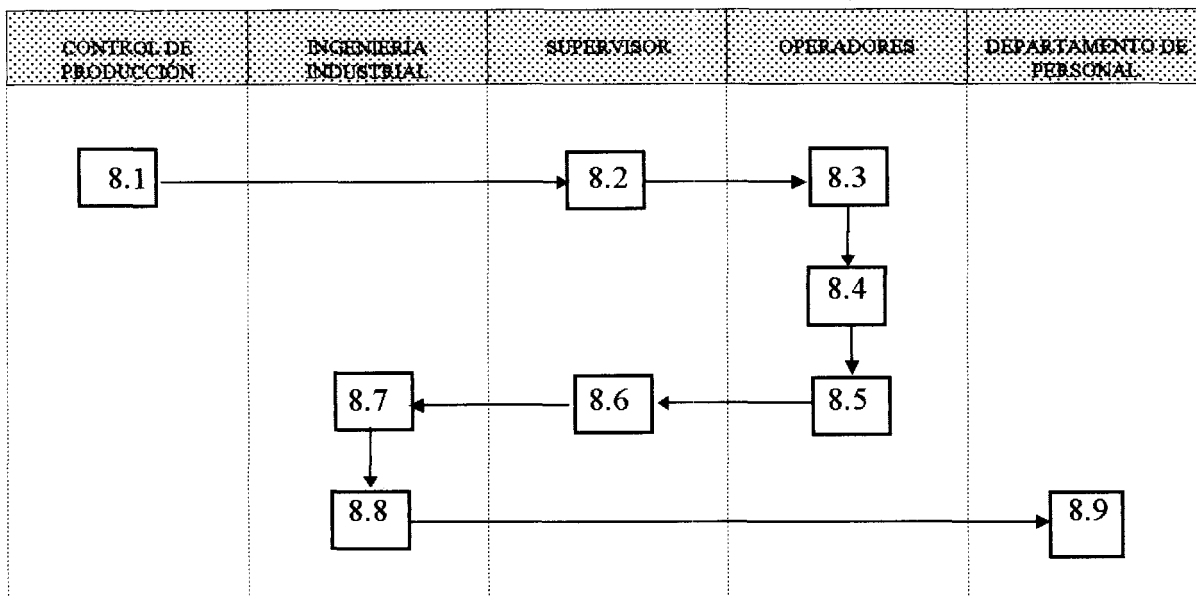 CONTROL DE
PRODUCCIÓN
INGENIERÍA
INDUSTRIAL
SUPERVISOR
OPERADORES
DEPARTAMENTO DE
PERSONAL
8.1
8.2
8.3
8.4
8.7
8.6
8.5
8.8
8.9